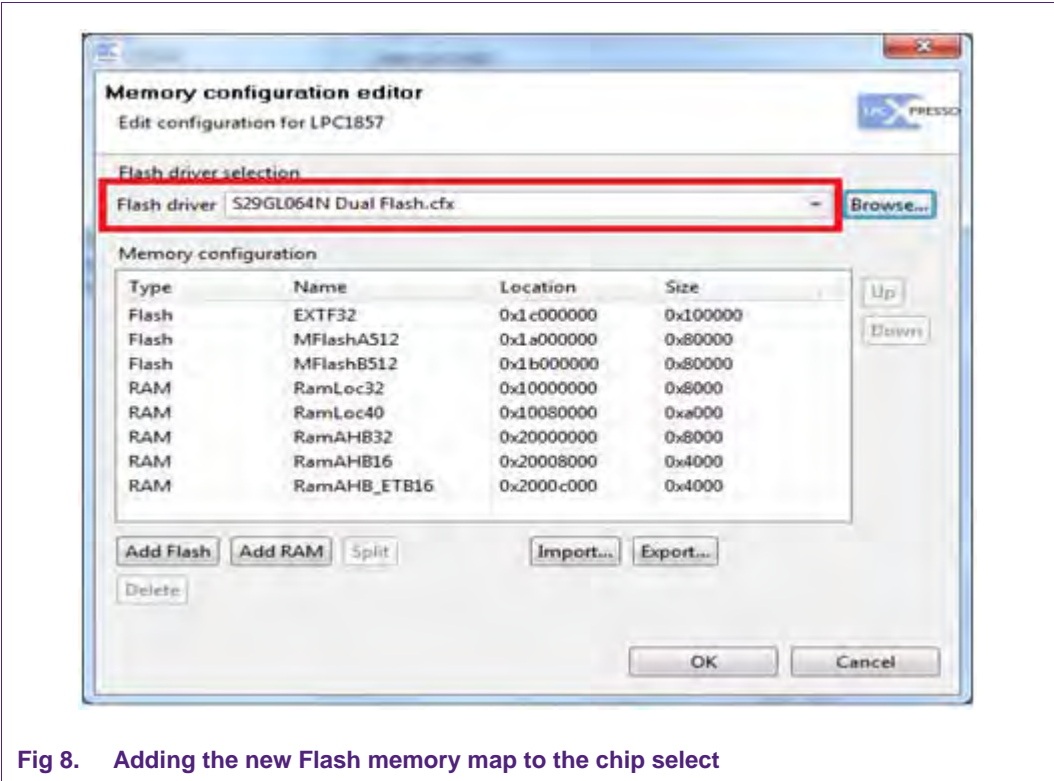 Memory configuration editor
Edit configuration for LPC1857
LPC XPRESSO
Flash driver selection
Flash driver S29GL064N Dual Flash.cfx Browse...
Memory configuration
Type Name Location Size
Flash EXTF32 0x1c000000 0x100000
Flash MFlashA512 0x1a000000 0x80000
Flash MFlashB512 0x1b000000 0x80000
RAM RamLoc32 0x10000000 0x8000
RAM RamLoc40 0x10080000 0xa000
RAM RamAHB32 0x20000000 0x8000
RAM RamAHB16 0x20008000 0x4000
RAM RamAHB_ETB16 0x2000c000 0x4000
Up
Down
Add Flash Add RAM Split Import... Export...
Delete
OK Cancel
Fig 8. Adding the new Flash memory map to the chip select